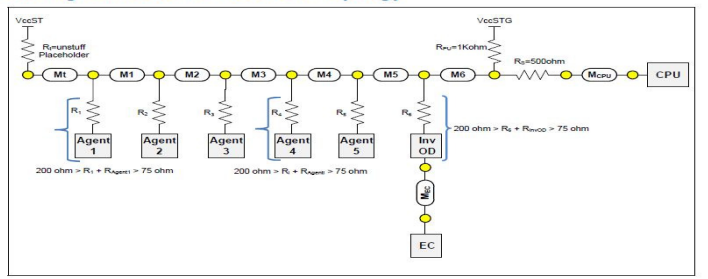 VccST
VccSTG
Rt=unstuff
Placeholder
RPU=1Kohm
RS=500ohm
Mt
M1
M2
M3
M4
M5
M6
MCPU
CPU
R1
R2
R3
R4
R5
R6
Agent
1
Agent
2
Agent
3
Agent
4
Agent
5
Inv
OD
200 ohm > R6 + RInvOD > 75 ohm
200 ohm > R1 + RAgent1 > 75 ohm
200 ohm > Ri + RAgenti > 75 ohm
MEC
EC